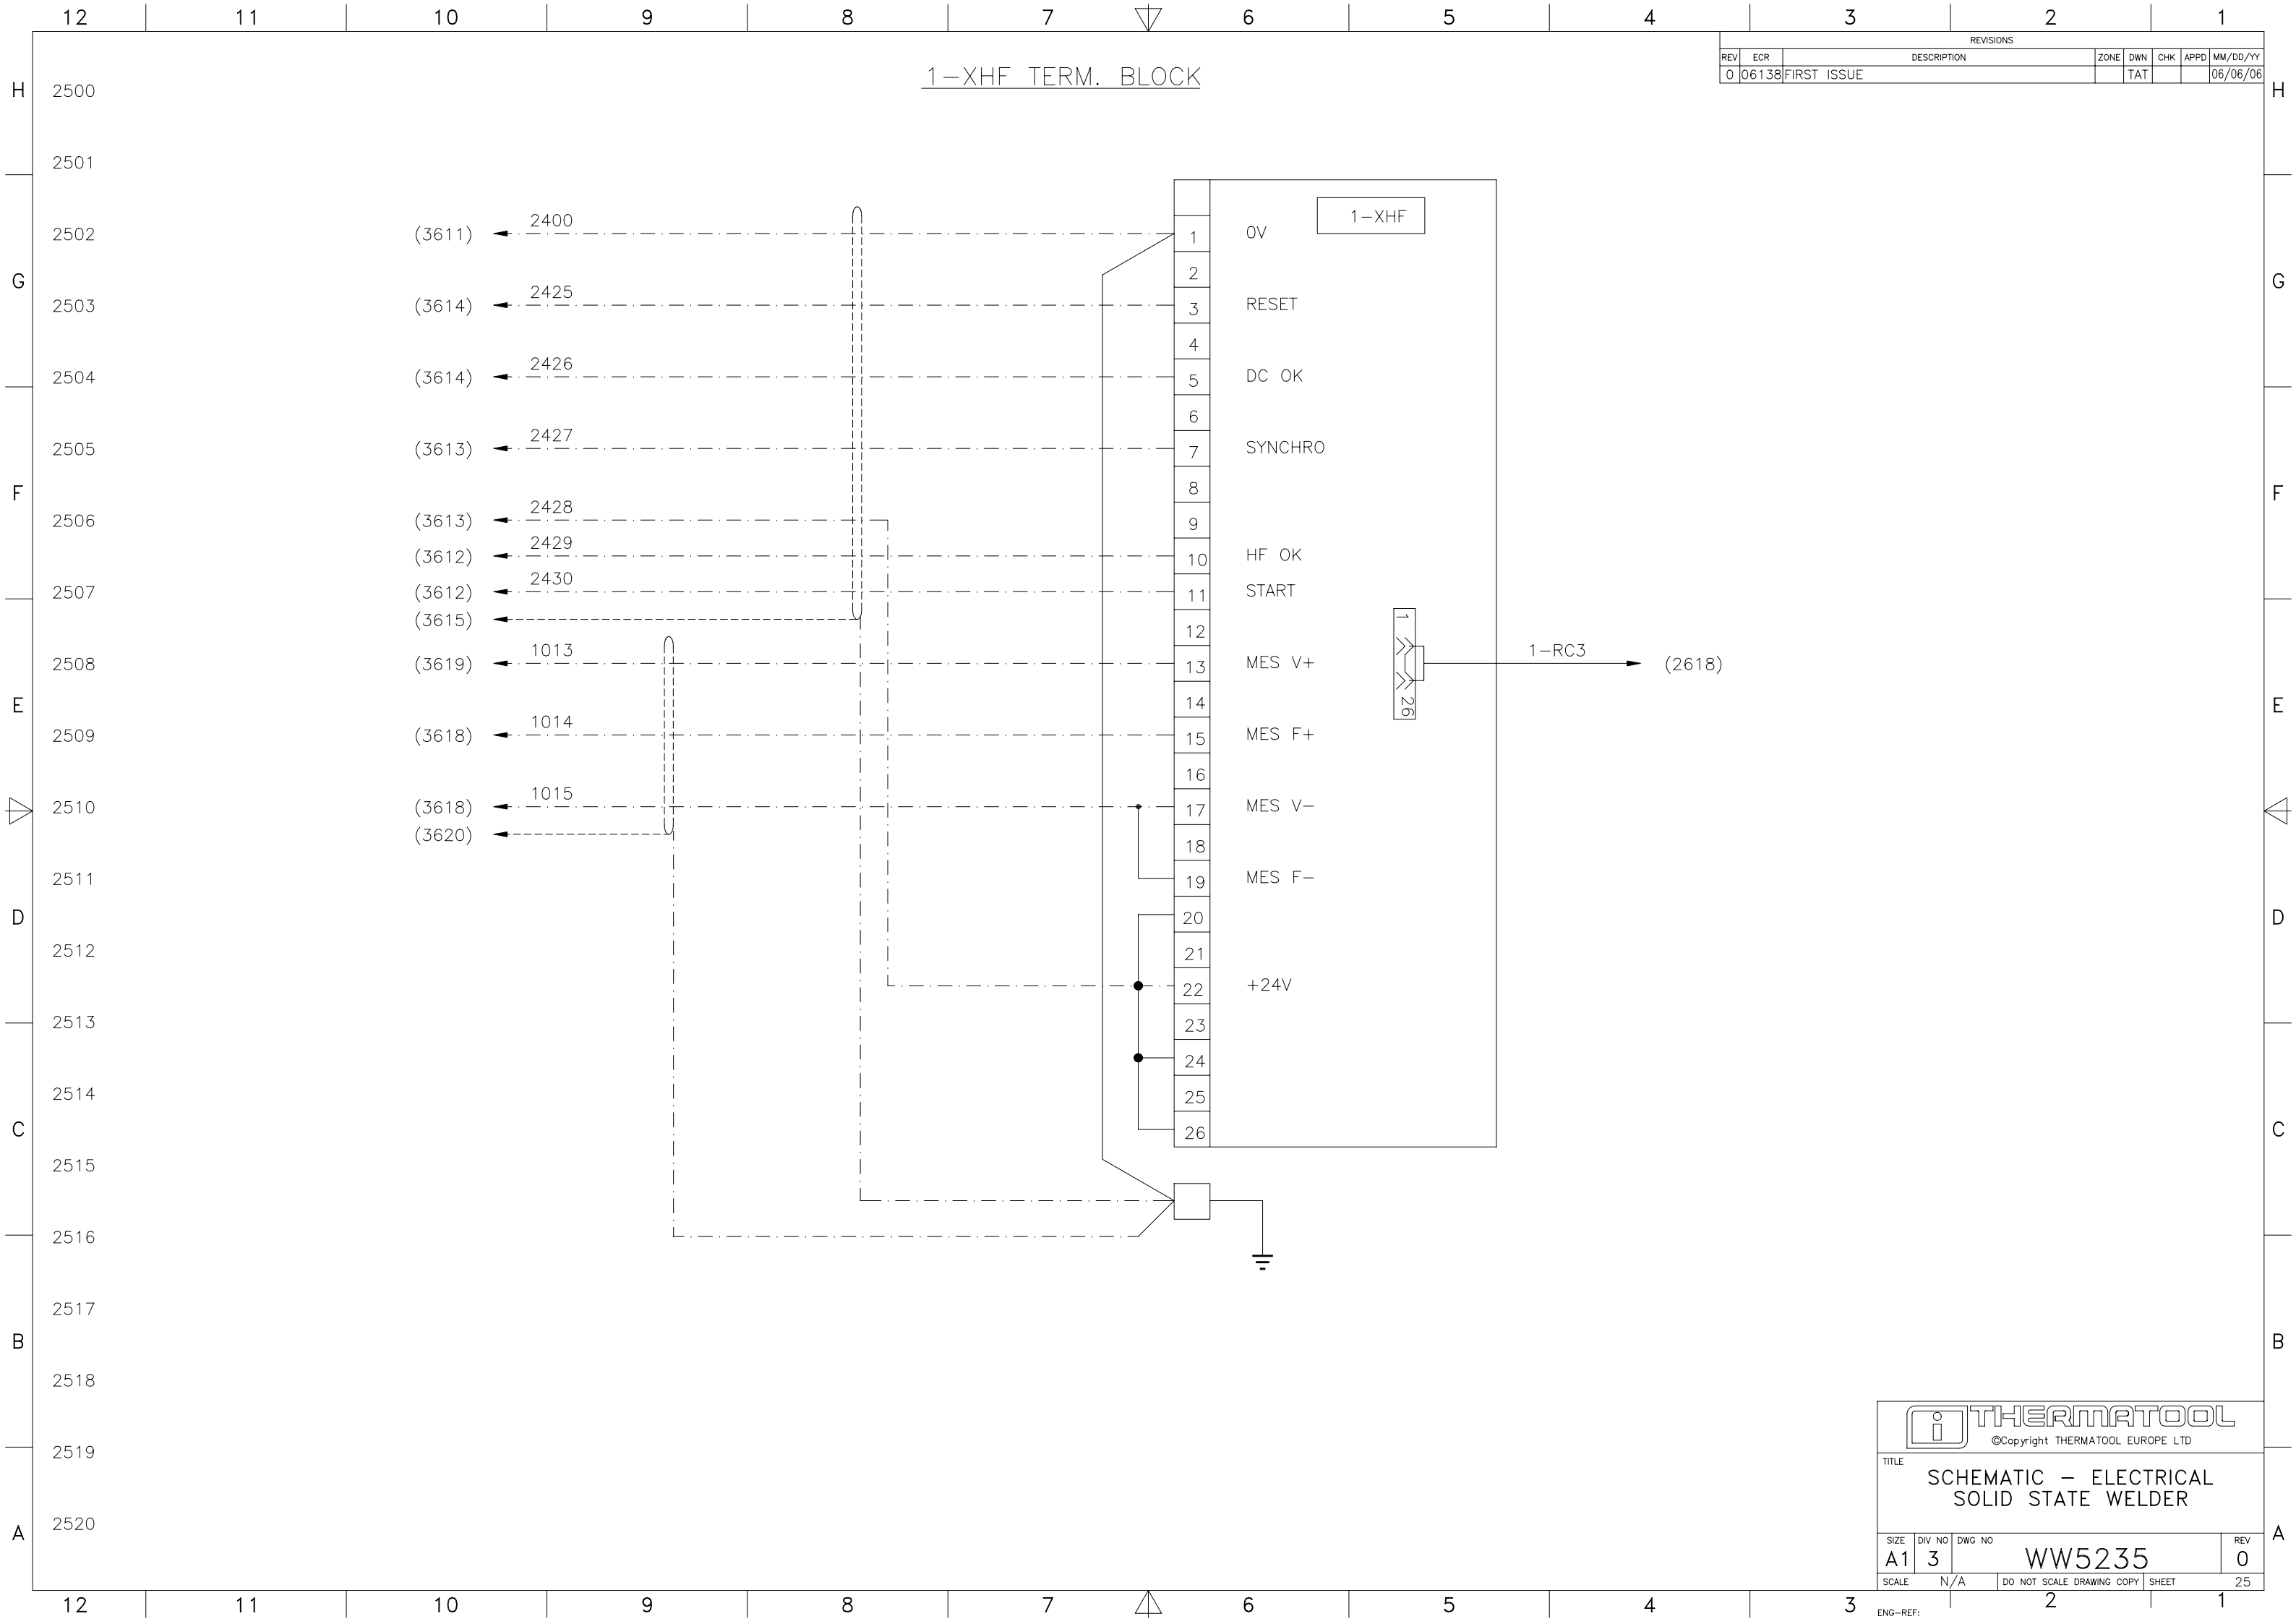 12 11 10 9 8 7 6 5 4 3 2 1
REVISIONS
REV ECR DESCRIPTION ZONE DWN CHK APPD MM/DD/YY
0 06138 FIRST ISSUE TAT 06/06/06
1-XHF TERM. BLOCK
H 2500 H
2501
1-XHF
2502 (3611) 2400 1 0V
G 2 G
2503 (3614) 2425 3 RESET
4
2504 (3614) 2426 5 DC OK
6
2505 (3613) 2427 7 SYNCHRO
F 8 F
2506 (3613) 2428 9
(3612) 2429 10 HF OK
2507 (3612) 2430 11 START
(3615) 12 1
2508 (3619) 1013 13 MES V+ 1-RC3 (2618)
E 14 26 E
2509 (3618) 1014 15 MES F+
16
2510 (3618) 1015 17 MES V-
(3620) 18
2511 19 MES F-
D 20 D
2512 21
22 +24V
2513 23
24
2514 25
C 26 C
2515
2516
2517
B B
2518
THERMATOOL
©Copyright THERMATOOL EUROPE LTD
2519
TITLE
SCHEMATIC - ELECTRICAL
SOLID STATE WELDER
A 2520 A
SIZE DIV NO DWG NO REV
A1 3 WW5235 0
SCALE N/A DO NOT SCALE DRAWING COPY SHEET 25
12 11 10 9 8 7 6 5 4 3 2 1
ENG-REF: